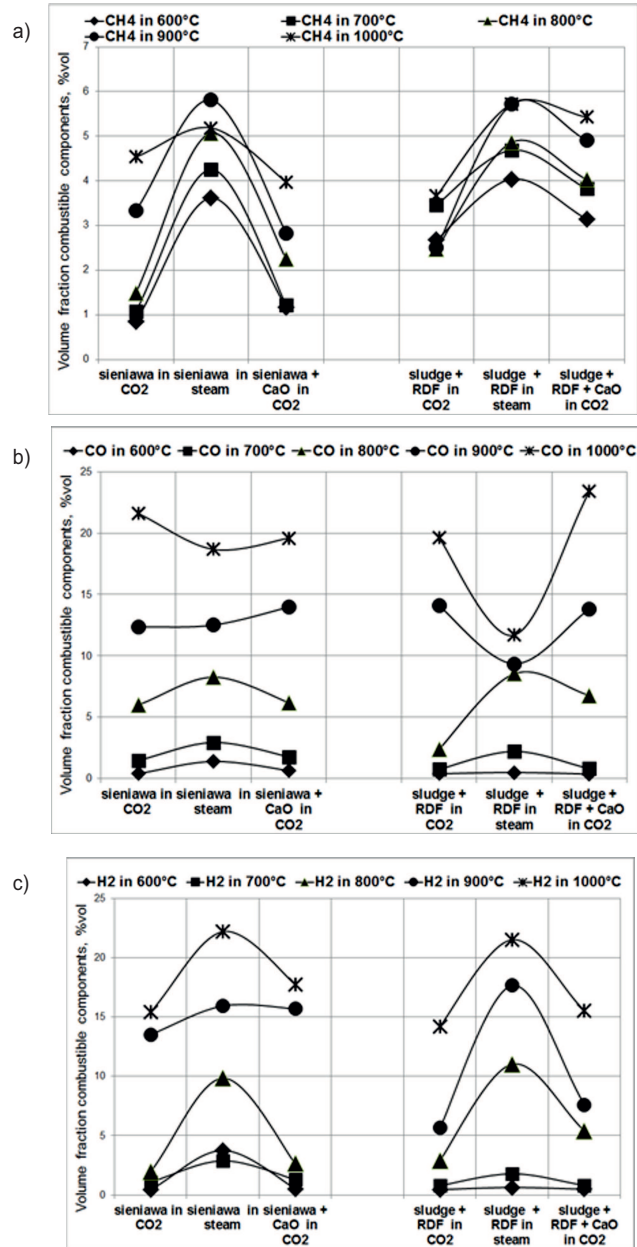 a)
CH4 in 600°C CH4 in 700°C CH4 in 800°C
CH4 in 900°C CH4 in 1000°C
Volume fraction combustible components, %vol
7
6
5
4
3
2
1
0
sieniawa in sieniawa in sieniawa +
CO2 steam CaO in
CO2
sludge + sludge + sludge +
RDF in RDF in RDF + CaO
CO2 steam in CO2
b)
CO in 600°C CO in 700°C CO in 800°C CO in 900°C CO in 1000°C
Volume fraction combustible components, %vol
25
20
15
10
5
0
sieniawa in sieniawa in sieniawa +
CO2 steam CaO in
CO2
sludge + sludge + sludge +
RDF in RDF in RDF + CaO
CO2 steam in CO2
c)
H2 in 600°C H2 in 700°C H2 in 800°C H2 in 900°C H2 in 1000°C
Volume fraction combustible components, %vol
25
20
15
10
5
0
sieniawa in sieniawa in sieniawa +
CO2 steam CaO in
CO2
sludge + sludge + sludge +
RDF in RDF in RDF + CaO
CO2 steam in CO2